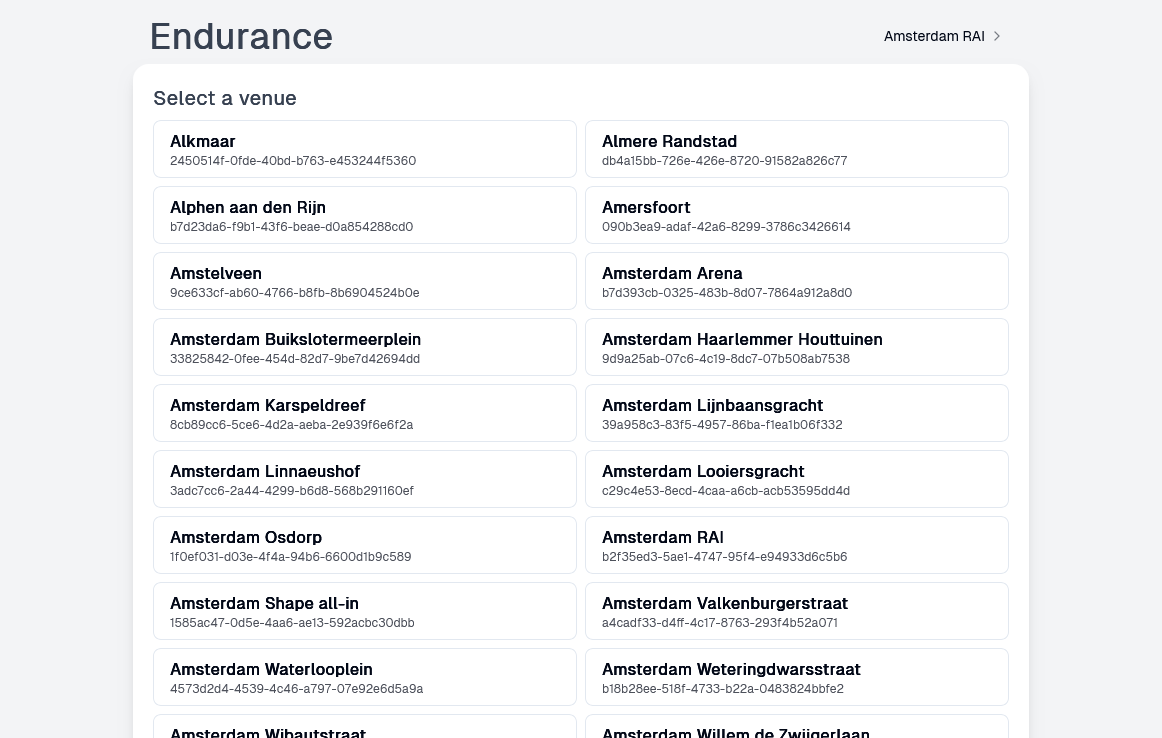 Endurance
Amsterdam RAI
Select a venue
Alkmaar
2450514f-0fde-40bd-b763-e453244f5360
Almere Randstad
db4a15bb-726e-426e-8720-91582a826c77
Alphen aan den Rijn
b7d23da6-f9b1-43f6-beae-d0a854288cd0
Amersfoort
090b3ea9-adaf-42a6-8299-3786c3426614
Amstelveen
9ce633cf-ab60-4766-b8fb-8b6904524b0e
Amsterdam Arena
b7d393cb-0325-483b-8d07-7864a912a8d0
Amsterdam Buikslotermeerplein
33825842-0fee-454d-82d7-9be7d42694dd
Amsterdam Haarlemmer Houttuinen
9d9a25ab-07c6-4c19-8dc7-07b508ab7538
Amsterdam Karspeldreef
8cb89cc6-5ce6-4d2a-aeba-2e939f6e6f2a
Amsterdam Lijnbaansgracht
39a958c3-83f5-4957-86ba-f1ea1b06f332
Amsterdam Linnaeushof
3adc7cc6-2a44-4299-b6d8-568b291160ef
Amsterdam Looiersgracht
c29c4e53-8ecd-4caa-a6cb-acb53595dd4d
Amsterdam Osdorp
1f0ef031-d03e-4f4a-94b6-6600d1b9c589
Amsterdam RAI
b2f35ed3-5ae1-4747-95f4-e94933d6c5b6
Amsterdam Shape all-in
1585ac47-0d5e-4aa6-ae13-592acbc30dbb
Amsterdam Valkenburgerstraat
a4cadf33-d4ff-4c17-8763-293f4b52a071
Amsterdam Waterlooplein
4573d2d4-4539-4c46-a797-07e92e6d5a9a
Amsterdam Weteringdwarsstraat
b18b28ee-518f-4733-b22a-0483824bbfe2
Amsterdam Wibautstraat
Amsterdam Willem de Zwijgerlaan